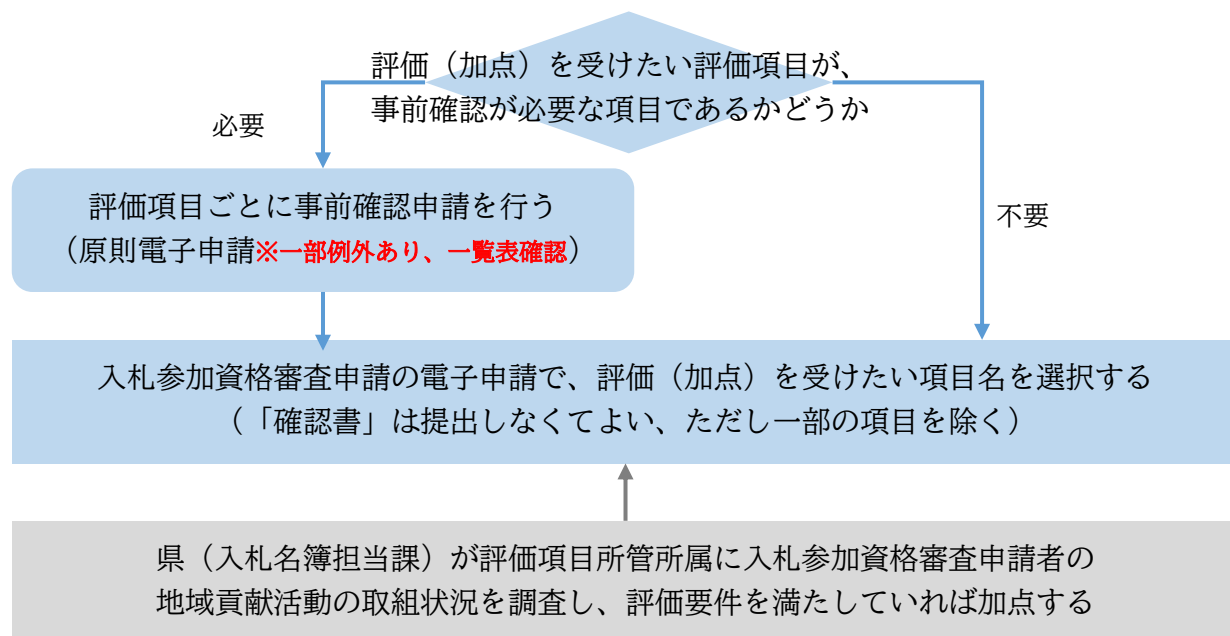 評価（加点）を受けたい評価項目が、
事前確認が必要な項目であるかどうか
必要
不要
評価項目ごとに事前確認申請を行う
（原則電子申請※一部例外あり、一覧表確認）
入札参加資格審査申請の電子申請で、評価（加点）を受けたい項目名を選択する
（「確認書」は提出しなくてよい、ただし一部の項目を除く）
県（入札名簿担当課）が評価項目所管所属に入札参加資格審査申請者の
地域貢献活動の取組状況を調査し、評価要件を満たしていれば加点する